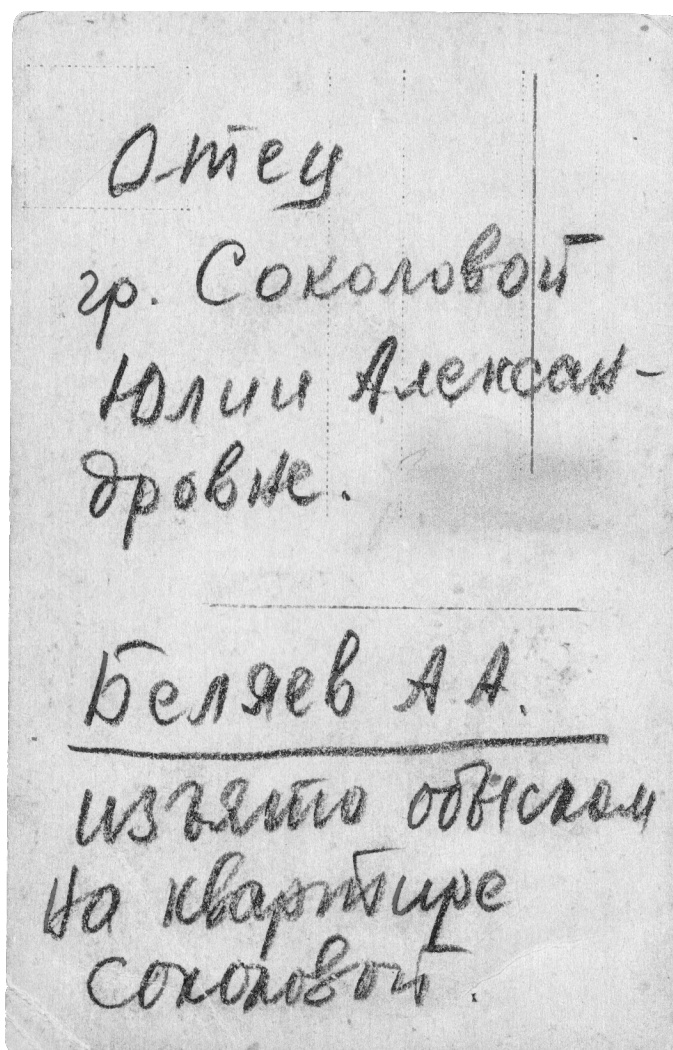 Отец
гр. Соколовой
Юлии Алексан-
дровне.
Беляев А А.
изъято обыском
на квартире
Соколовой.